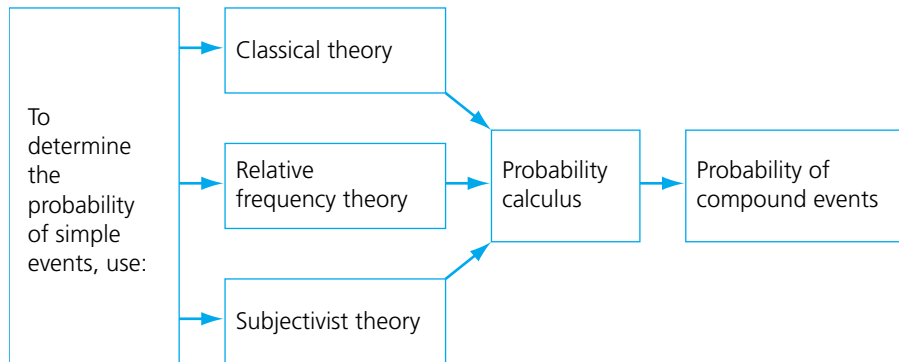 To
determine
the
probability
of simple
events, use:
Classical theory
Relative
frequency theory
Subjectivist theory
Probability
calculus
Probability of
compound events